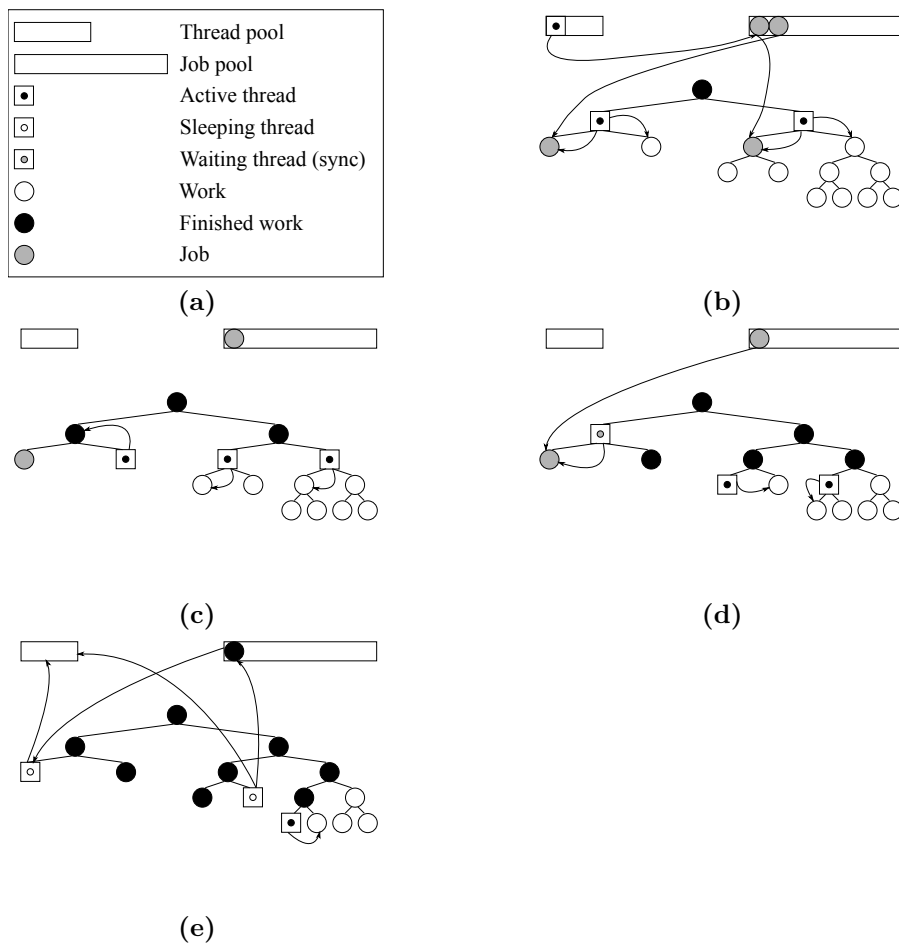 Thread pool
Job pool
Active thread
Sleeping thread
Waiting thread (sync)
Work
Finished work
Job
(a)
(b)
(c)
(d)
(e)